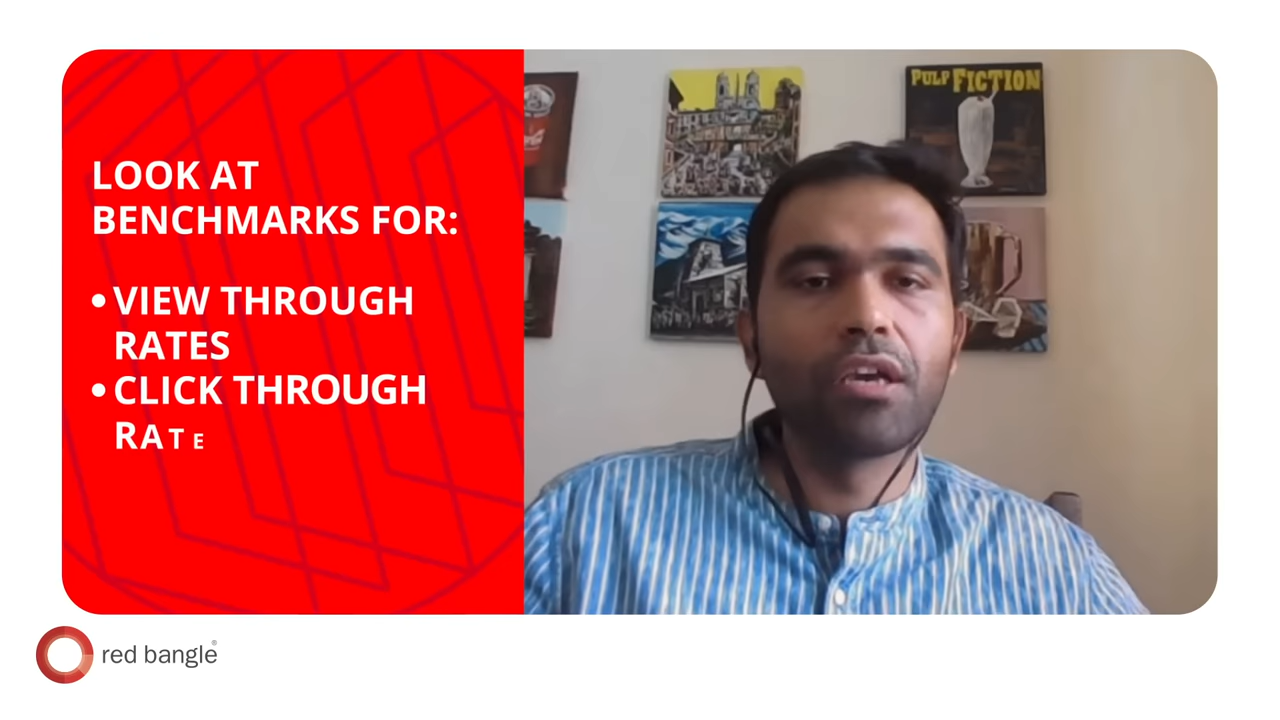 LOOK AT
BENCHMARKS FOR:
• VIEW THROUGH
RATES
• CLICK THROUGH
RATE
PULP FICTION
red bangle®